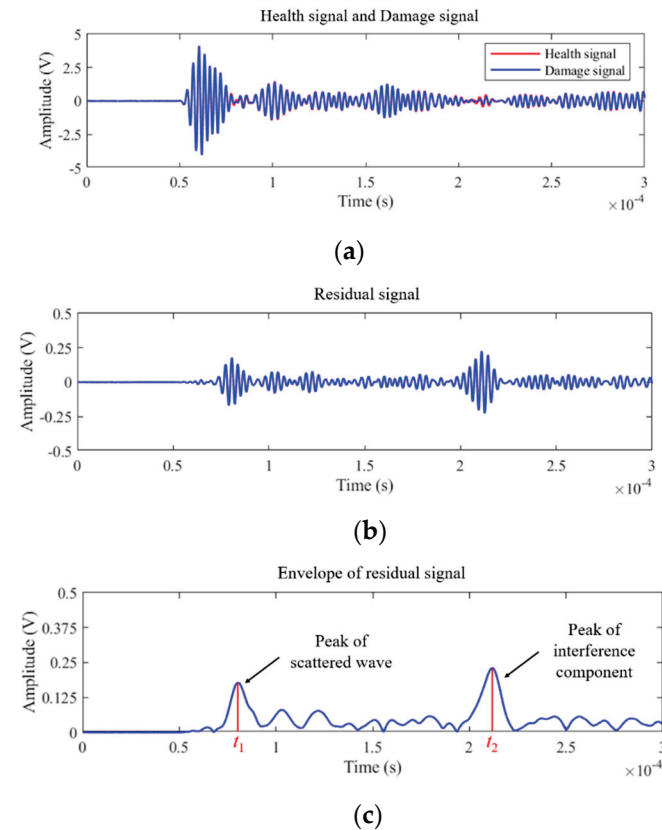 Health signal and Damage signal
Amplitude (V)
5
2.5
0
-2.5
-5
Health signal
Damage signal
0 0.5 1 1.5 2 2.5 3
Time (s)
×10-4
(a)
Residual signal
Amplitude (V)
0.5
0.25
0
-0.25
-0.5
0 0.5 1 1.5 2 2.5 3
Time (s)
×10-4
(b)
Envelope of residual signal
Amplitude (V)
0.5
0.375
0.25
0.125
0
Peak of
scattered wave
Peak of
interference
component
0 0.5 t1 1 1.5 2 t2 2.5 3
Time (s)
×10-4
(c)